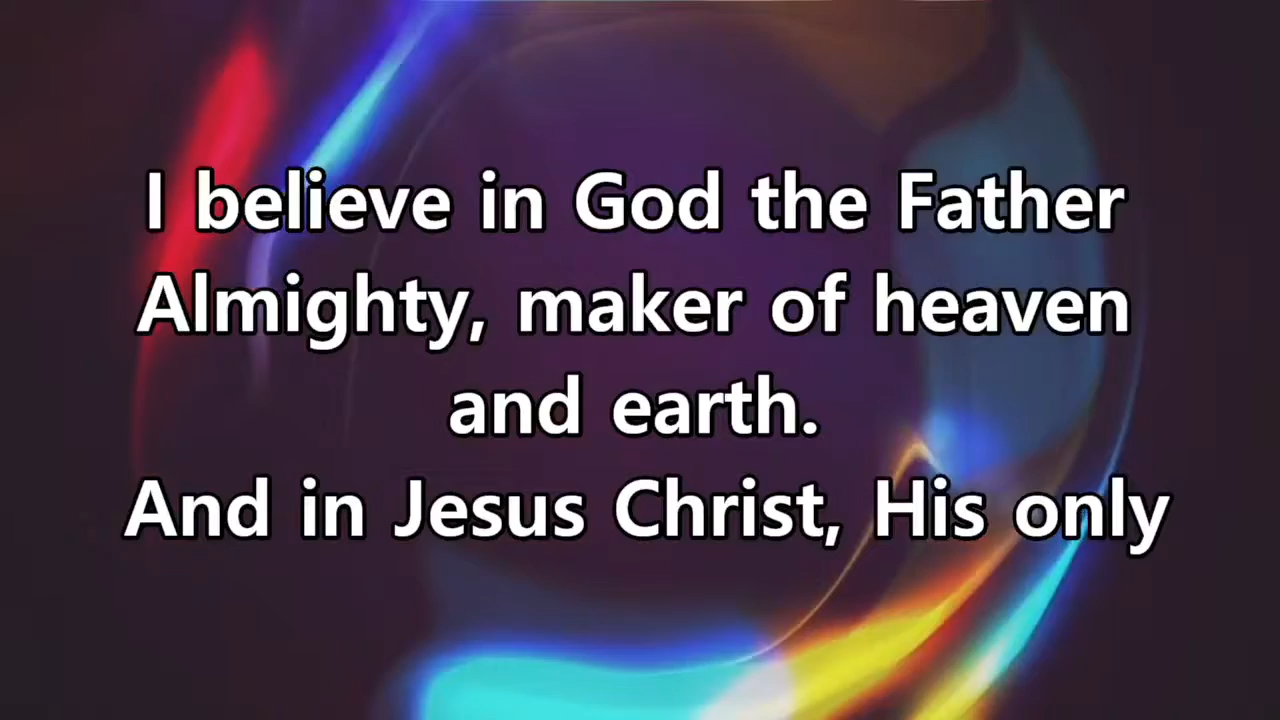 I believe in God the Father
Almighty, maker of heaven
and earth.
And in Jesus Christ, His only